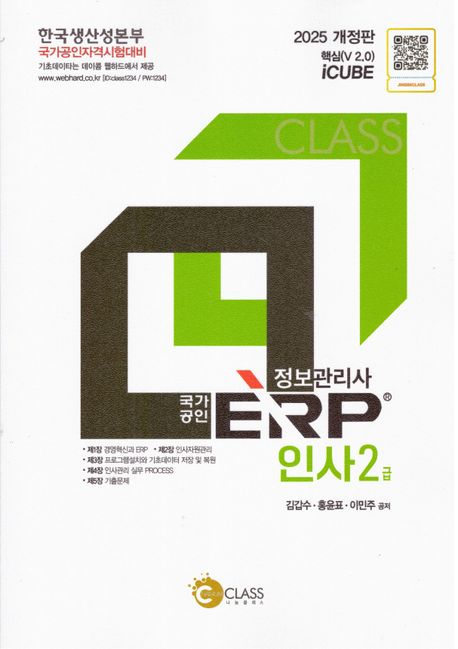 한국생산성본부
국가공인자격시험대비
기초데이타는 데이콤 웹하드에서 제공
www.webhard.co.kr [ID:class1234 / PW:1234]
2025 개정판
핵심(V 2.0)
iCUBE
CLASS
정보관리사
국가
공인
ERP®
인사2급
• 제1장 경영혁신과 ERP • 제2장 인사자원관리
• 제3장 프로그램설치와 기초데이터 저장 및 복원
• 제4장 인사관리 실무 PROCESS
• 제5장 기출문제
김갑수 · 홍윤표 · 이민주 공저
CLASS
나눔클래스